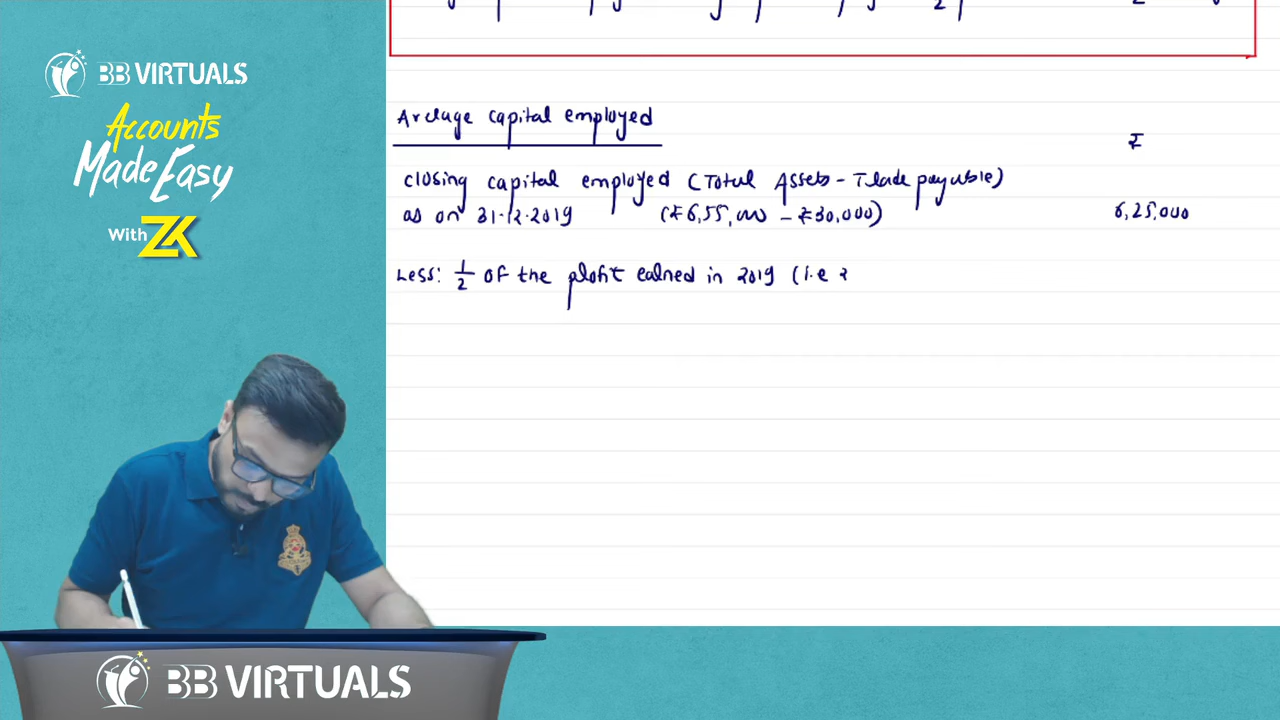 BB VIRTUALS
Accounts
Made Easy
With ZK
Average capital employed
₹
closing capital employed (Total Assets - Trade payable)
as on 31.12.2019 (₹6,55,000 - ₹30,000) 6,25,000
Less: 1/2 of the profit earned in 2019 (i.e
BB VIRTUALS